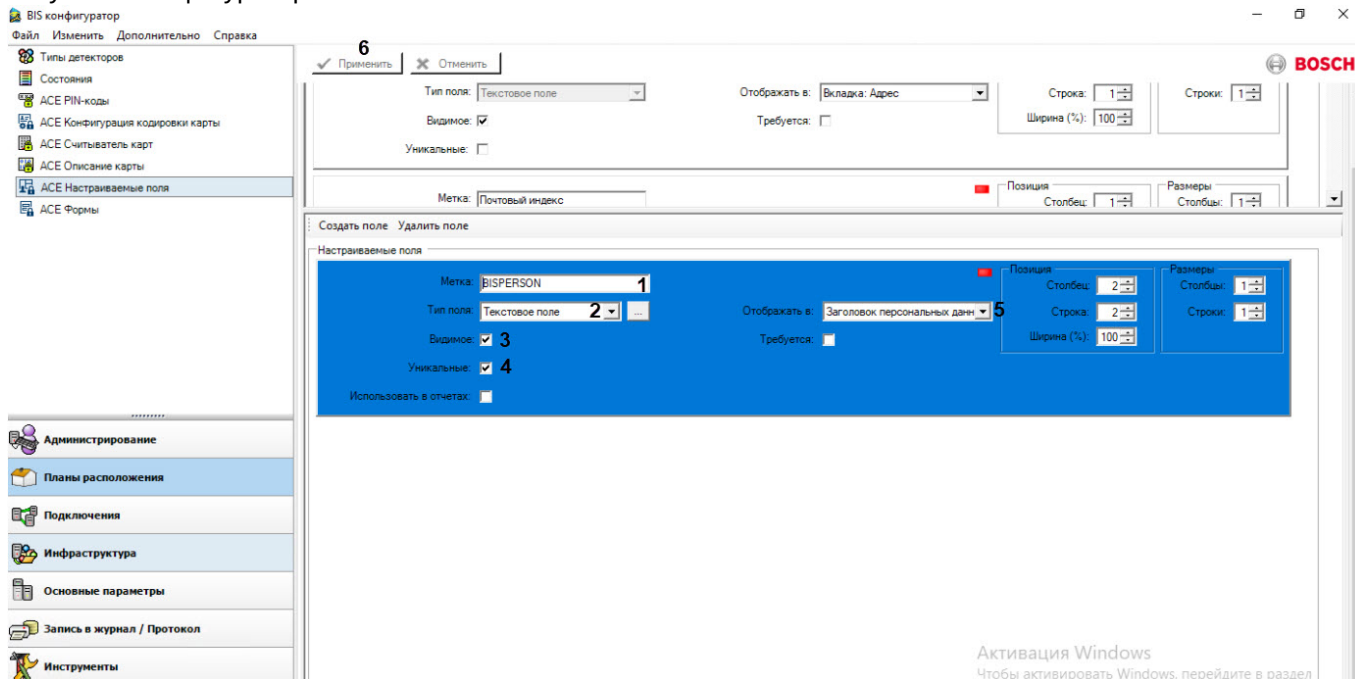 BIS конфигуратор
Файл Изменить Дополнительно Справка
Типы детекторов
Состояния
ACE PIN-коды
ACE Конфигурация кодировки карты
ACE Считыватель карт
ACE Описание карты
ACE Настраиваемые поля
ACE Формы
Администрирование
Планы расположения
Подключения
Инфраструктура
Основные параметры
Запись в журнал / Протокол
Инструменты
6
Применить Отменить
BOSCH
Тип поля: Текстовое поле Отображать в: Вкладка: Адрес Строка: 1 Строки: 1
Видимое: Требуется: Ширина (%): 100
Уникальные:
Метка: Почтовый индекс Позиция Размеры
Столбец: 1 Столбцы: 1
Создать поле Удалить поле
Настраиваемые поля
Метка: BISPERSON 1 Позиция Размеры
Столбец: 2 Столбцы: 1
Тип поля: Текстовое поле 2 ... Отображать в: Заголовок персональных данн 5 Строка: 2 Строки: 1
Видимое: 3 Требуется: Ширина (%): 100
Уникальные: 4
Использовать в отчетах:
Активация Windows
Чтобы активировать Windows, перейдите в раздел